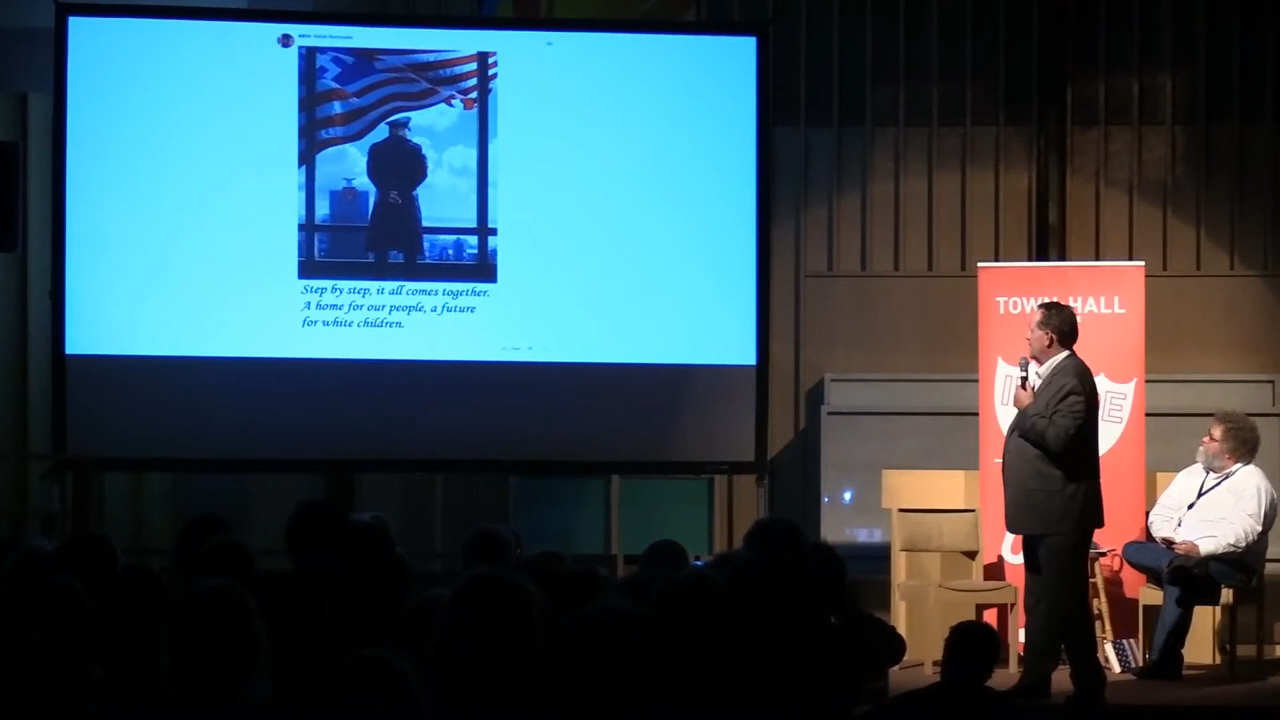 Step by step, it all comes together.
A home for our people, a future
for white children.
TOWN HALL